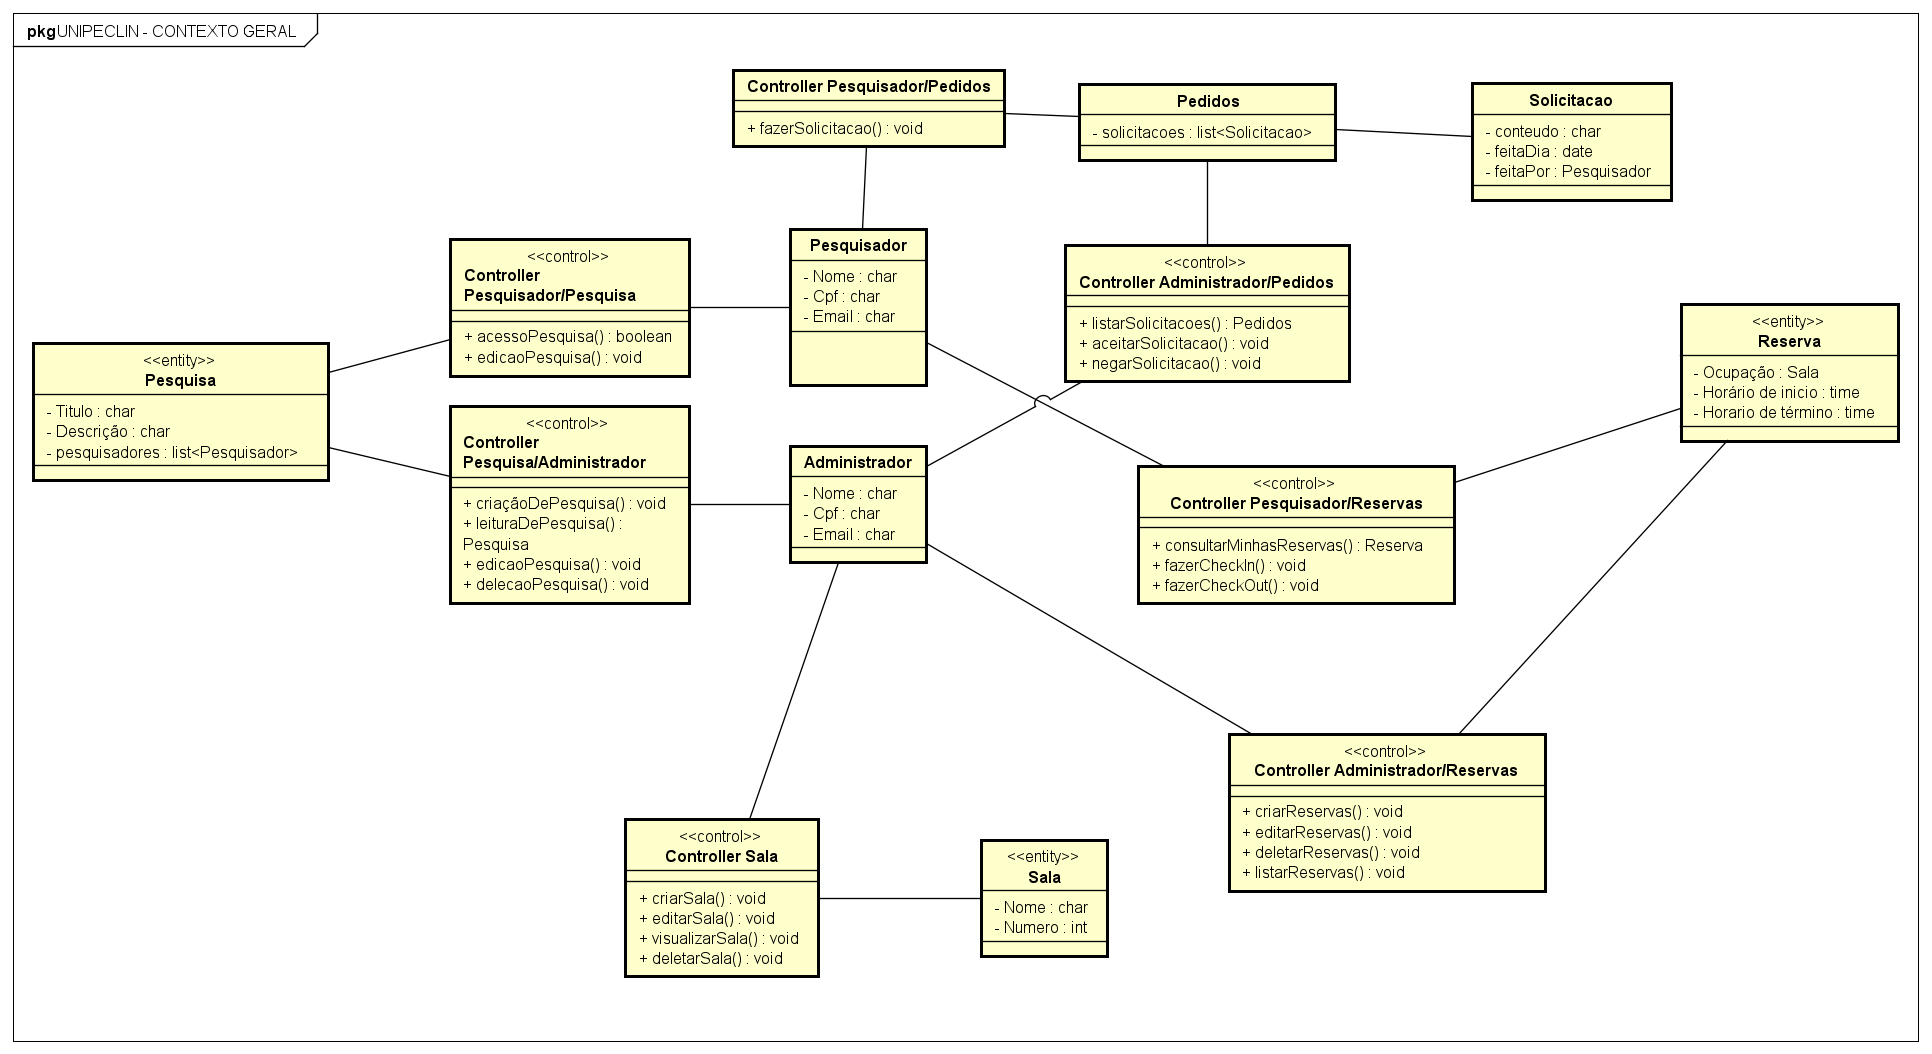 pkg UNIPECLIN - CONTEXTO GERAL
Controller Pesquisador/Pedidos
+ fazerSolicitacao() : void
Pedidos
- solicitacoes : list<Solicitacao>
Solicitacao
- conteudo : char
- feitaDia : date
- feitaPor : Pesquisador
<<control>>
Controller
Pesquisador/Pesquisa
+ acessoPesquisa() : boolean
+ edicaoPesquisa() : void
Pesquisador
- Nome : char
- Cpf : char
- Email : char
<<control>>
Controller Administrador/Pedidos
+ listarSolicitacoes() : Pedidos
+ aceitarSolicitacao() : void
+ negarSolicitacao() : void
<<entity>>
Reserva
- Ocupação : Sala
- Horário de inicio : time
- Horario de término : time
<<entity>>
Pesquisa
- Titulo : char
- Descrição : char
- pesquisadores : list<Pesquisador>
<<control>>
Controller
Pesquisa/Administrador
+ criaçãoDePesquisa() : void
+ leituraDePesquisa() :
Pesquisa
+ edicaoPesquisa() : void
+ delecaoPesquisa() : void
Administrador
- Nome : char
- Cpf : char
- Email : char
<<control>>
Controller Pesquisador/Reservas
+ consultarMinhasReservas() : Reserva
+ fazerCheckIn() : void
+ fazerCheckOut() : void
<<control>>
Controller Administrador/Reservas
+ criarReservas() : void
+ editarReservas() : void
+ deletarReservas() : void
+ listarReservas() : void
<<control>>
Controller Sala
+ criarSala() : void
+ editarSala() : void
+ visualizarSala() : void
+ deletarSala() : void
<<entity>>
Sala
- Nome : char
- Numero : int